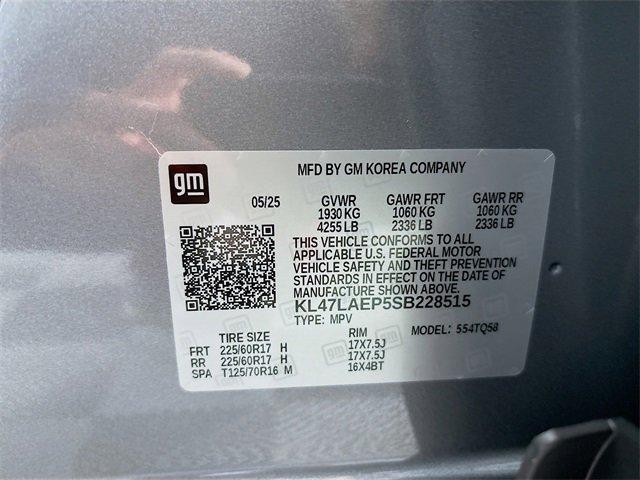 gm
MFD BY GM KOREA COMPANY
05/25 GVWR GAWR FRT GAWR RR
1930 KG 1060 KG 1060 KG
4255 LB 2336 LB 2336 LB
THIS VEHICLE CONFORMS TO ALL
APPLICABLE U.S. FEDERAL MOTOR
VEHICLE SAFETY AND THEFT PREVENTION
STANDARDS IN EFFECT ON THE DATE OF
MANUFACTURE SHOWN ABOVE.
KL47LAEP5SB228515
TYPE: MPV
TIRE SIZE RIM MODEL: 554TQ58
FRT 225/60R17 H 17X7.5J
RR 225/60R17 H 17X7.5J
SPA T125/70R16 M 16X4BT